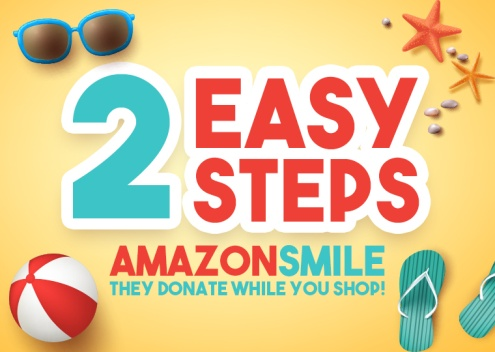 2 EASY
STEPS
AMAZONSMILE
THEY DONATE WHILE YOU SHOP!